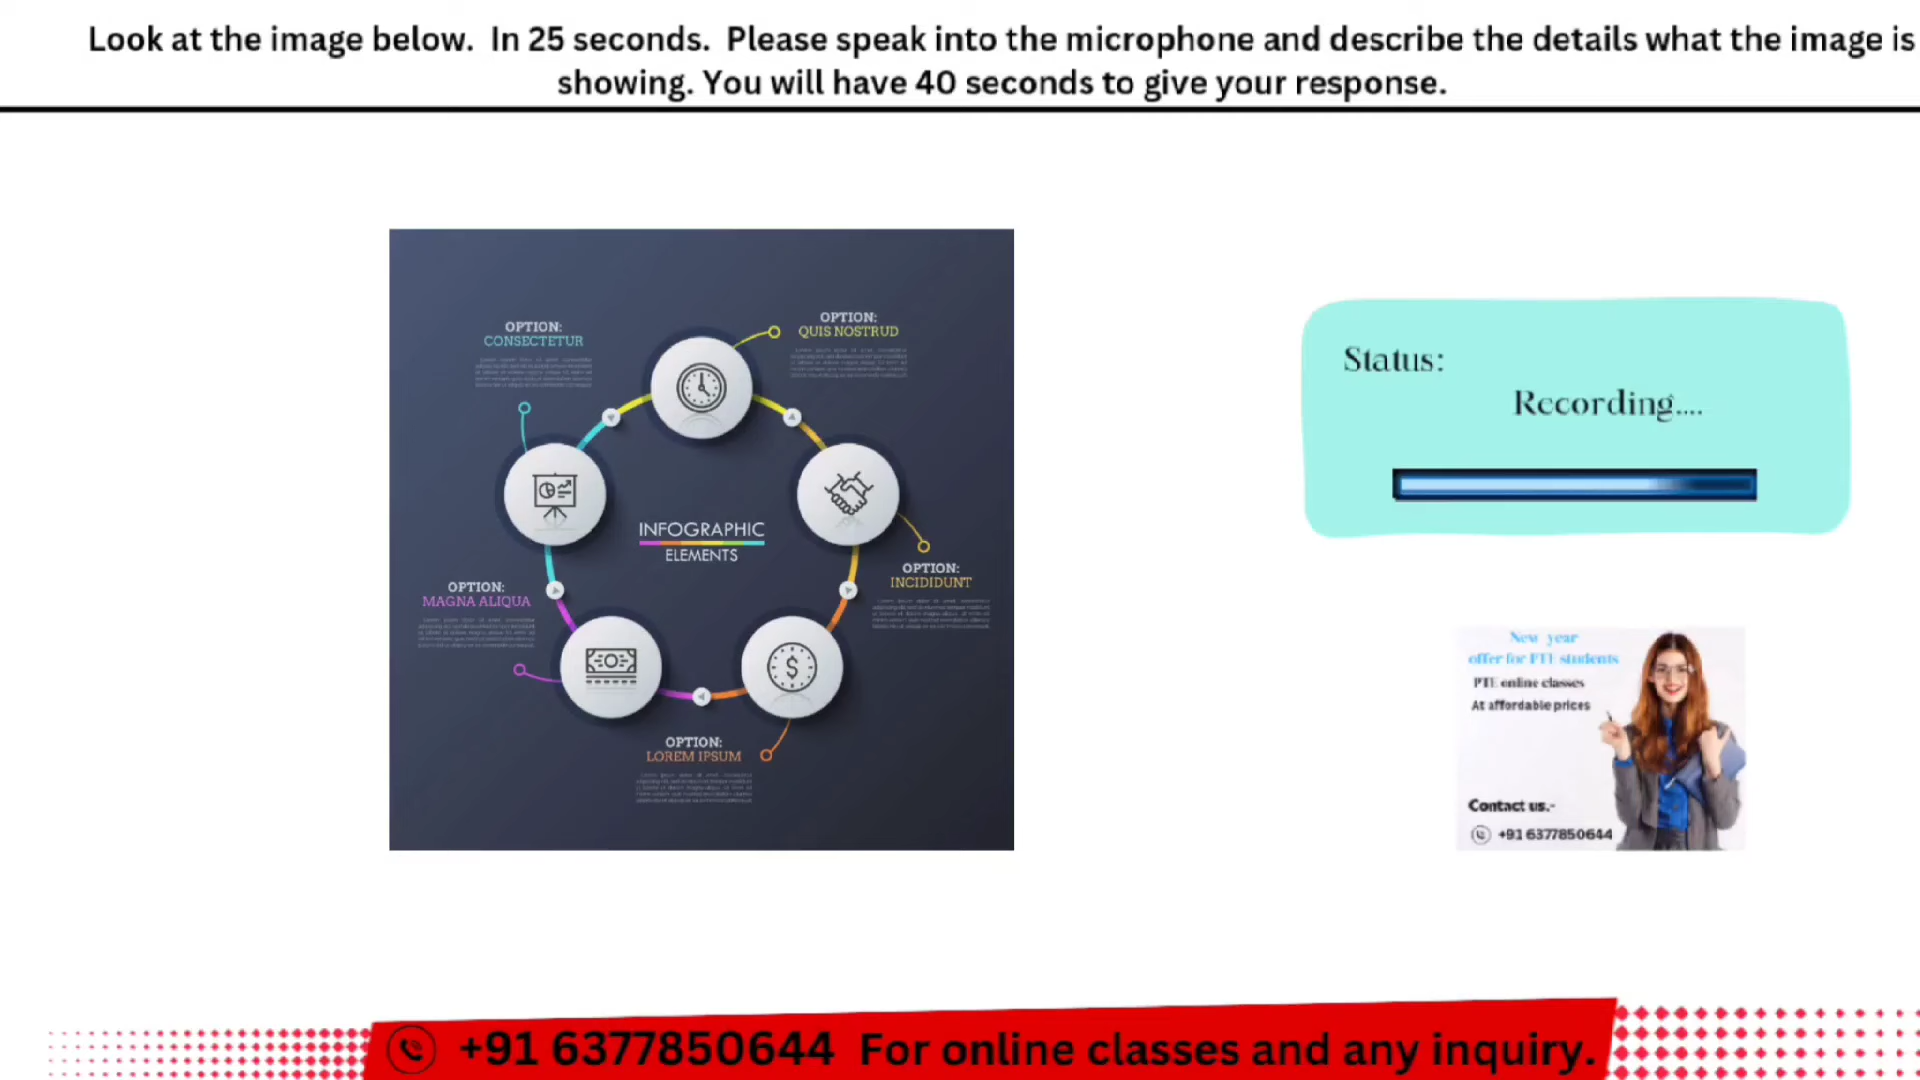 Look at the image below. In 25 seconds. Please speak into the microphone and describe the details what the image is
showing. You will have 40 seconds to give your response.
OPTION:
CONSECTETUR
OPTION:
QUIS NOSTRUD
INFOGRAPHIC
ELEMENTS
OPTION:
INCIDIDUNT
OPTION:
MAGNA ALIQUA
OPTION:
LOREM IPSUM
Status:
Recording....
New year
offer for PTE students
PTE online classes
At affordable prices
Contact us.-
+91 6377850644
+91 6377850644 For online classes and any inquiry.